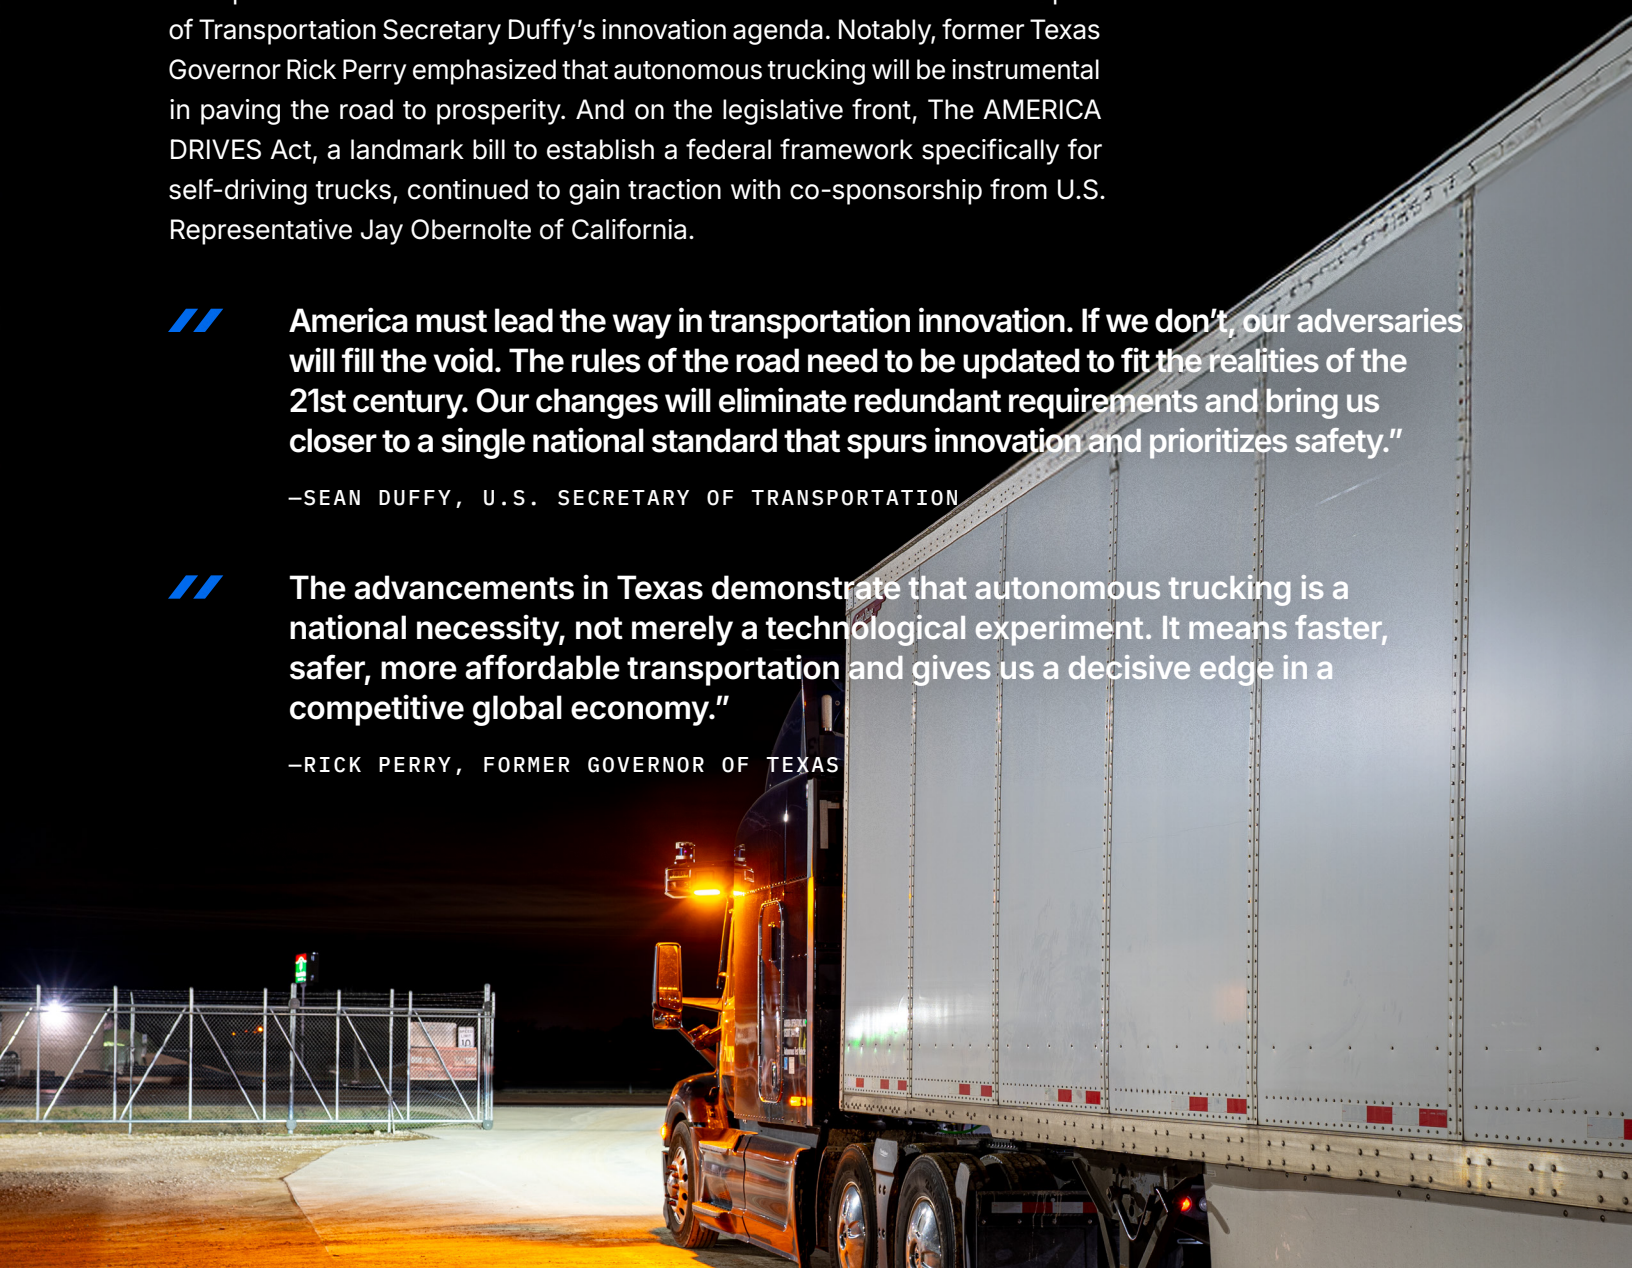 of Transportation Secretary Duffy’s innovation agenda. Notably, former Texas
Governor Rick Perry emphasized that autonomous trucking will be instrumental
in paving the road to prosperity. And on the legislative front, The AMERICA
DRIVES Act, a landmark bill to establish a federal framework specifically for
self-driving trucks, continued to gain traction with co-sponsorship from U.S.
Representative Jay Obernolte of California.
America must lead the way in transportation innovation. If we don’t, our adversaries
will fill the void. The rules of the road need to be updated to fit the realities of the
21st century. Our changes will eliminate redundant requirements and bring us
closer to a single national standard that spurs innovation and prioritizes safety.”
—SEAN DUFFY, U.S. SECRETARY OF TRANSPORTATION
The advancements in Texas demonstrate that autonomous trucking is a
national necessity, not merely a technological experiment. It means faster,
safer, more affordable transportation and gives us a decisive edge in a
competitive global economy.”
—RICK PERRY, FORMER GOVERNOR OF TEXAS